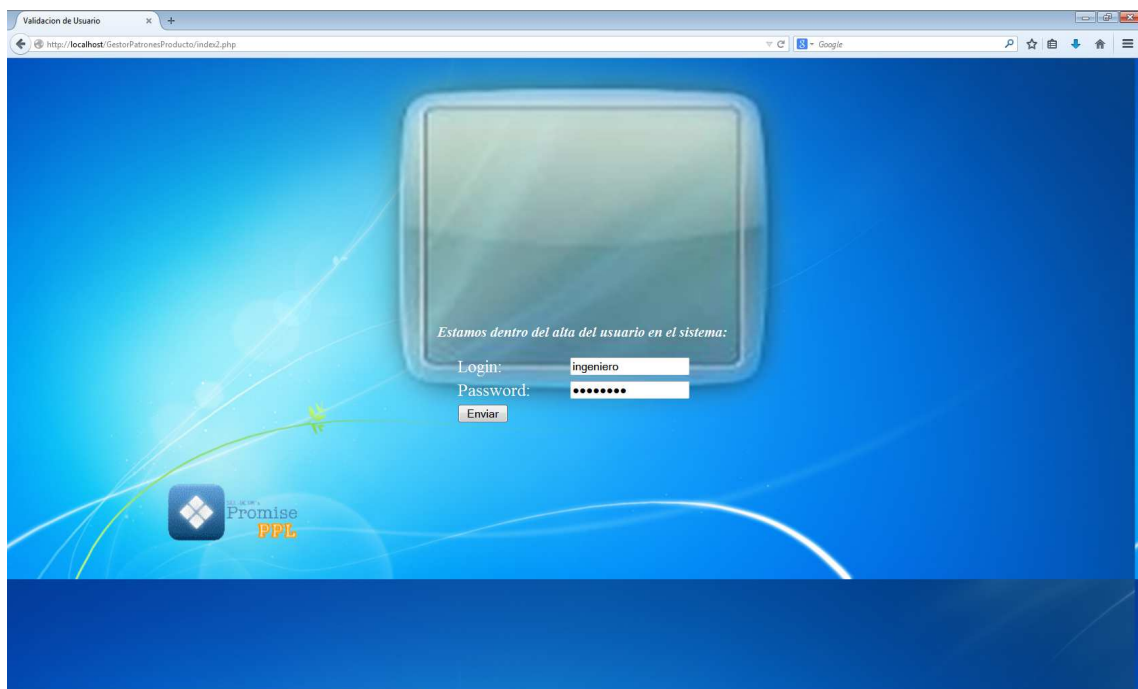 Validacion de Usuario
http://localhost/GestorPatronesProducto/index2.php
Google
Estamos dentro del alta del usuario en el sistema:
Login: ingeniero
Password: ••••••••
Enviar
Promise
PPL